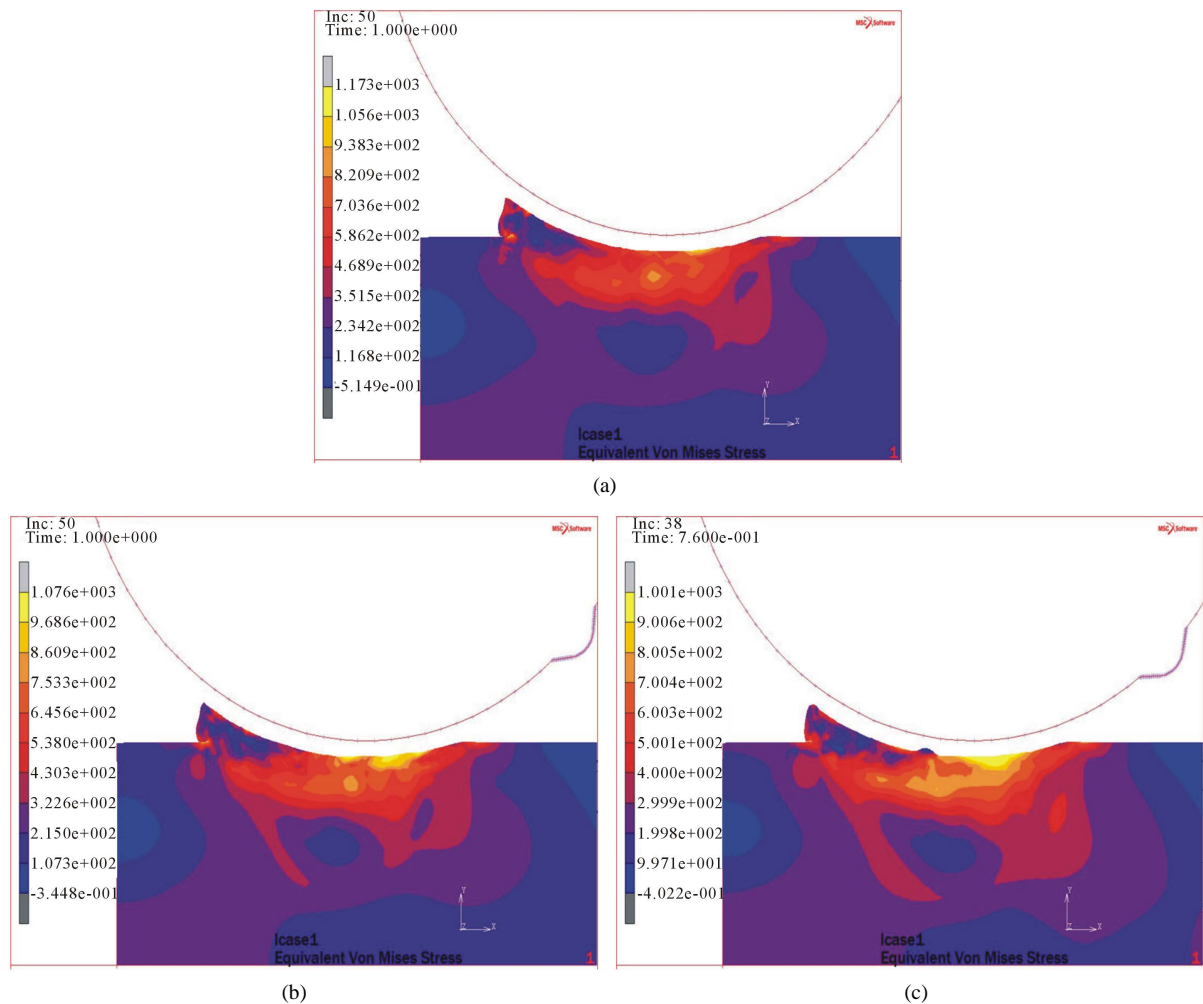 Inc: 50
Time: 1.000e+000
MSC Software
1.173e+003
1.056e+003
9.383e+002
8.209e+002
7.036e+002
5.862e+002
4.689e+002
3.515e+002
2.342e+002
1.168e+002
-5.149e-001
Y
Z X
lcase1
Equivalent Von Mises Stress
1
(a)
Inc: 50
Time: 1.000e+000
MSC Software
1.076e+003
9.686e+002
8.609e+002
7.533e+002
6.456e+002
5.380e+002
4.303e+002
3.226e+002
2.150e+002
1.073e+002
-3.448e-001
Y
Z X
lcase1
Equivalent Von Mises Stress
1
(b)
Inc: 38
Time: 7.600e-001
MSC Software
1.001e+003
9.006e+002
8.005e+002
7.004e+002
6.003e+002
5.001e+002
4.000e+002
2.999e+002
1.998e+002
9.971e+001
-4.022e-001
Y
Z X
lcase1
Equivalent Von Mises Stress
1
(c)